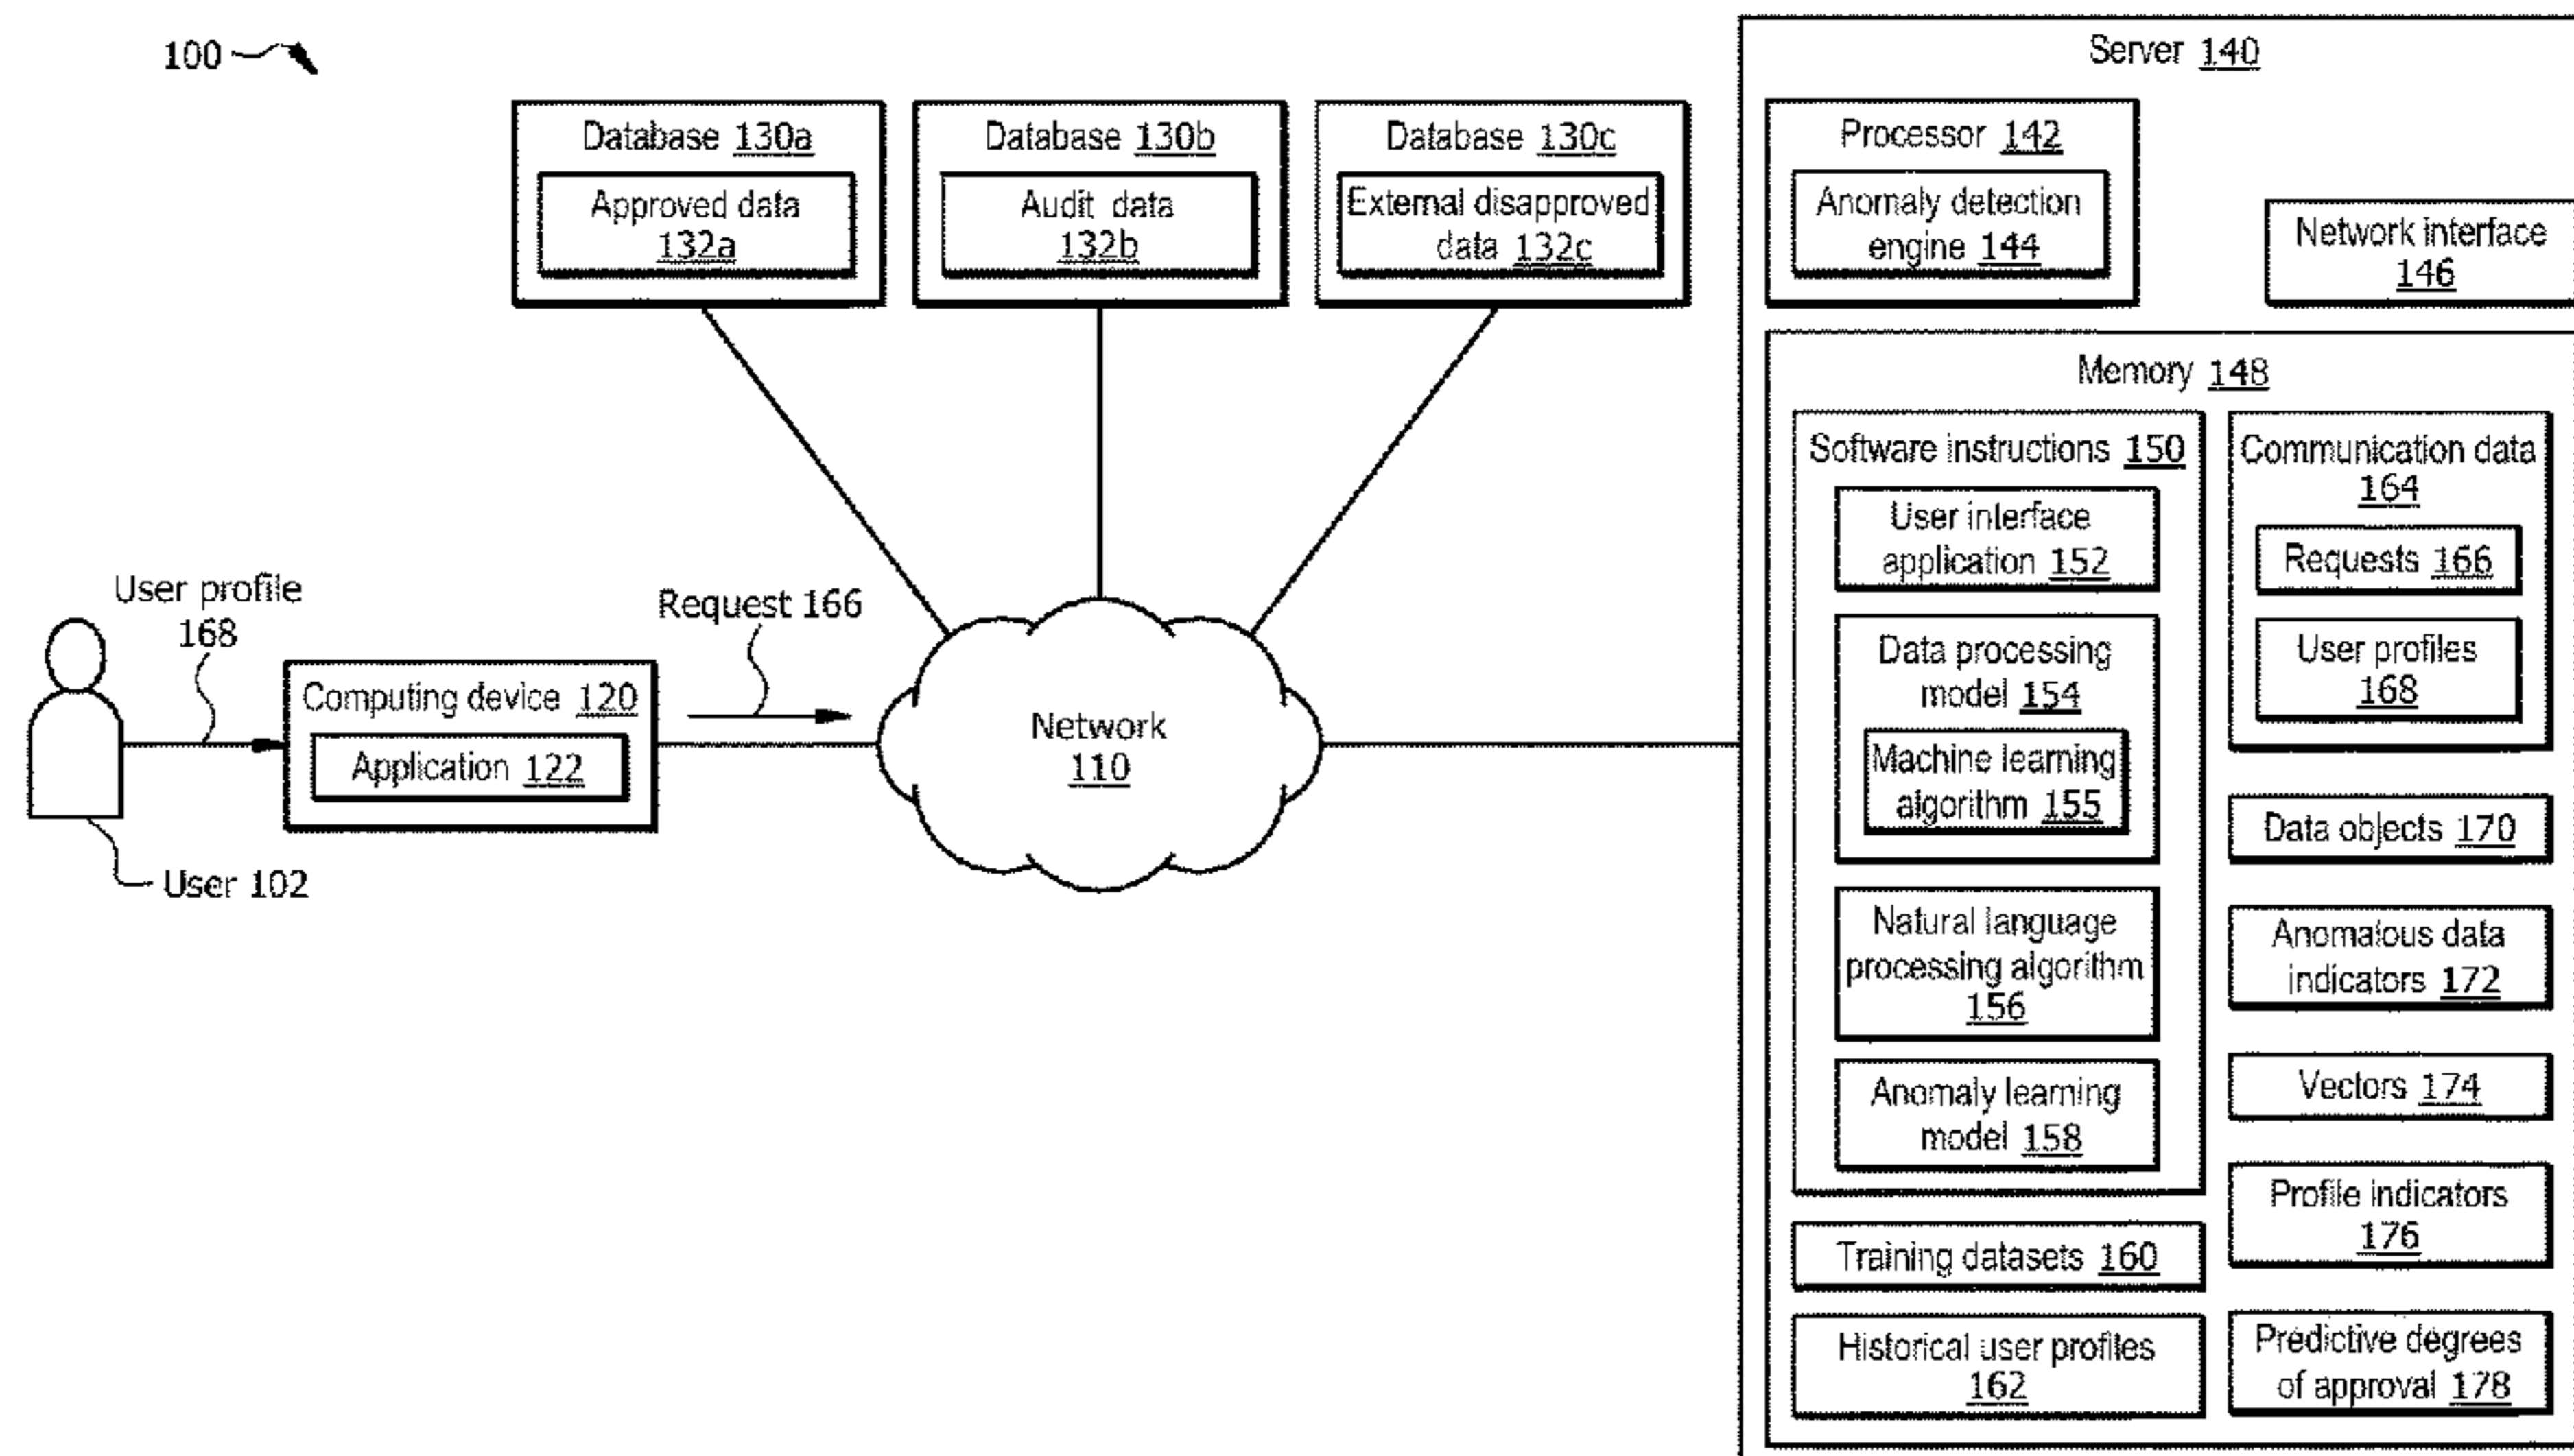 100
Database 130a
Approved data
132a
Database 130b
Audit data
132b
Database 130c
External disapproved
data 132c
User profile
168
User 102
Computing device 120
Application 122
Request 166
Network
110
Server 140
Processor 142
Anomaly detection
engine 144
Network interface
146
Memory 148
Software instructions 150
User interface
application 152
Data processing
model 154
Machine learning
algorithm 155
Natural language
processing algorithm
156
Anomaly learning
model 158
Training datasets 160
Historical user profiles
162
Communication data
164
Requests 166
User profiles
168
Data objects 170
Anomalous data
indicators 172
Vectors 174
Profile indicators
176
Predictive degrees
of approval 178